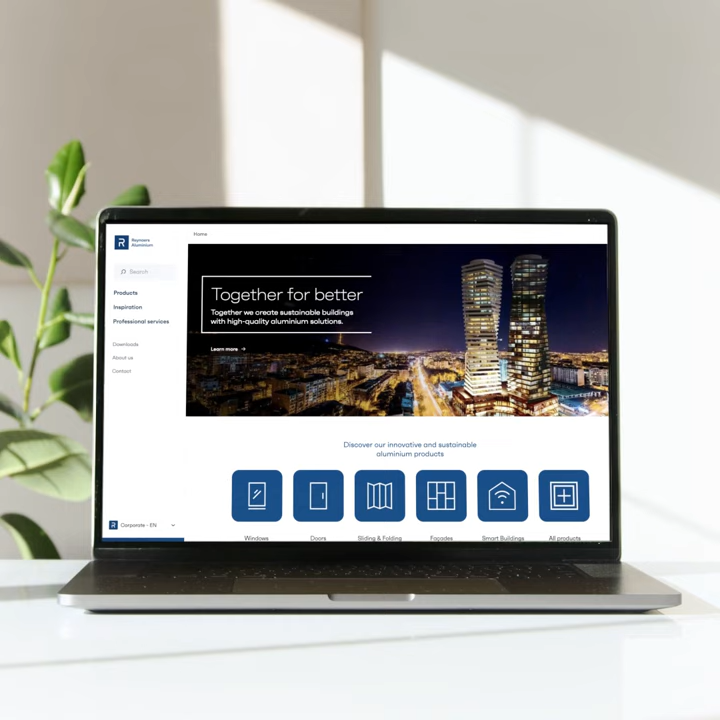 Reynaers
Aluminium
Search
Products
Inspiration
Professional services
Downloads
About us
Contact
Corporate - EN
Home
Together for better
Together we create sustainable buildings
with high-quality aluminium solutions.
Learn more
Discover our innovative and sustainable
aluminium products
Windows
Doors
Sliding & Folding
Façades
Smart Buildings
All products